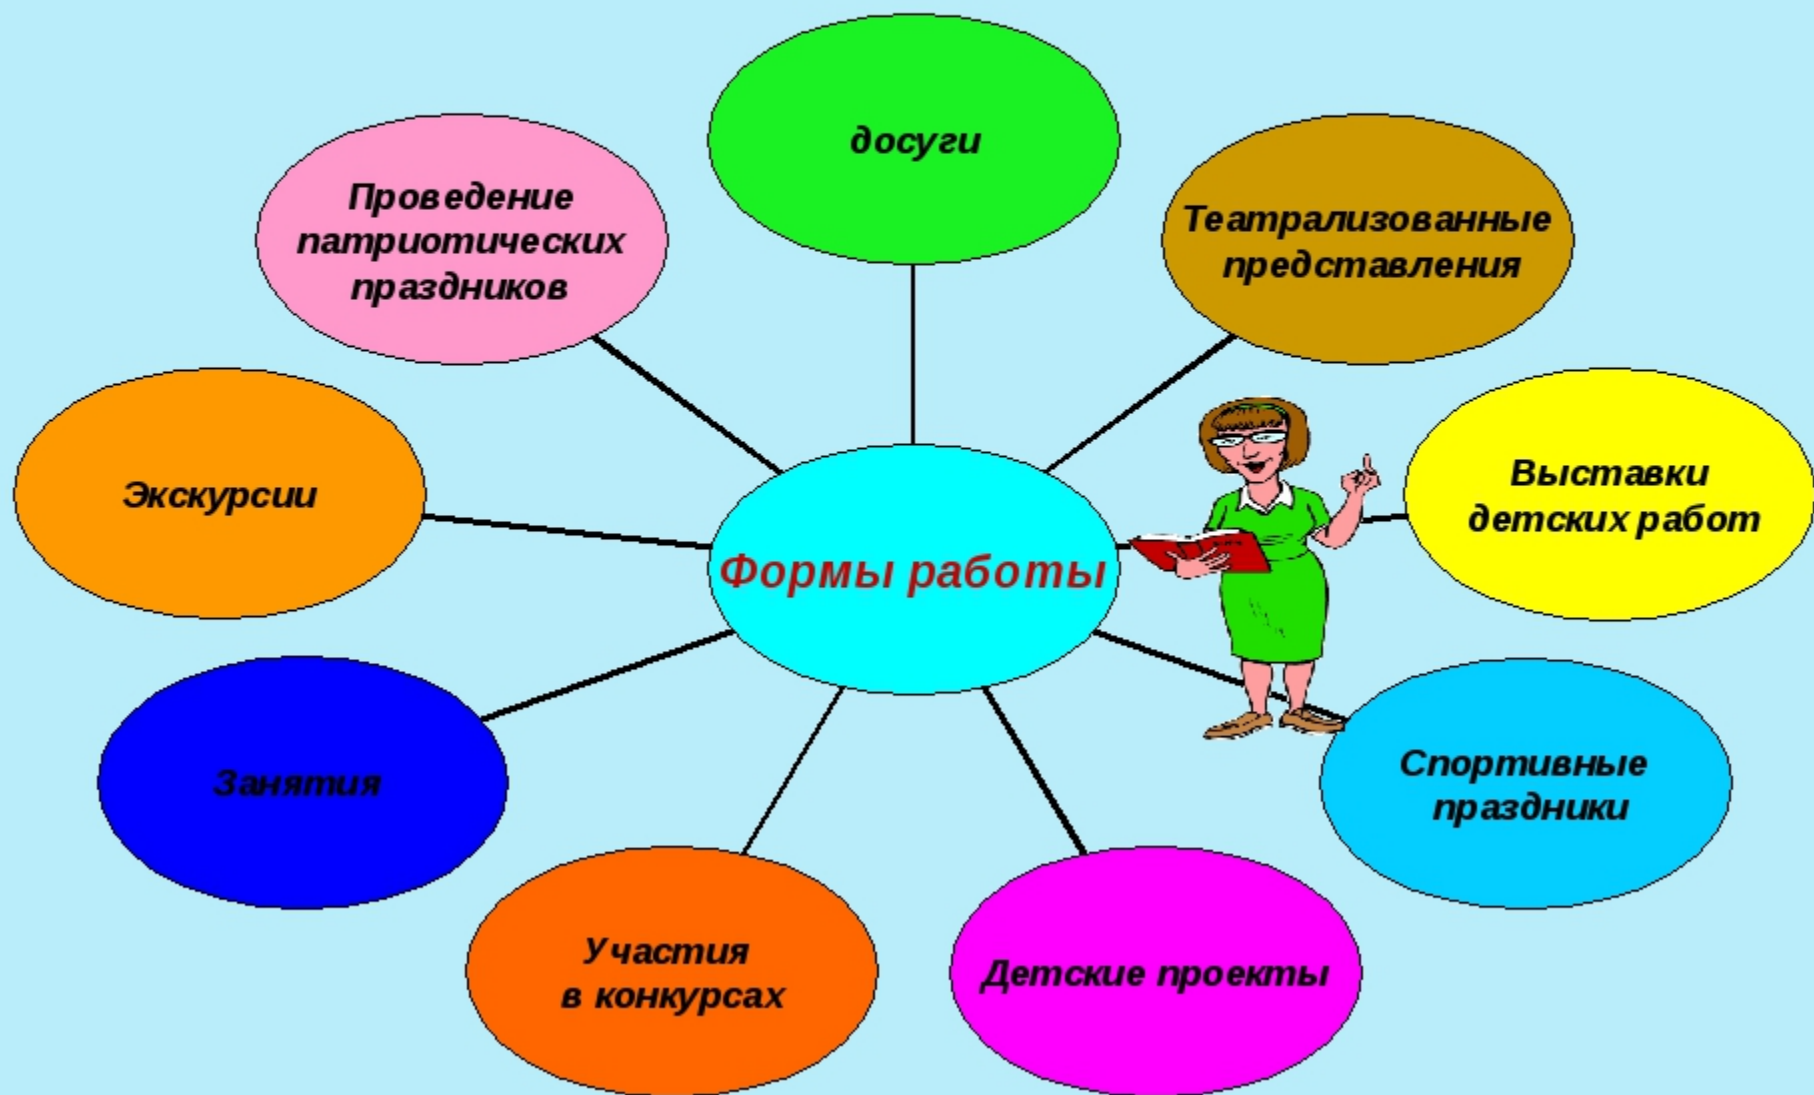 досуги
Проведение
патриотических
праздников
Театрализованные
представления
Экскурсии
Выставки
детских работ
Формы работы
Занятия
Спортивные
праздники
Участия
в конкурсах
Детские проекты